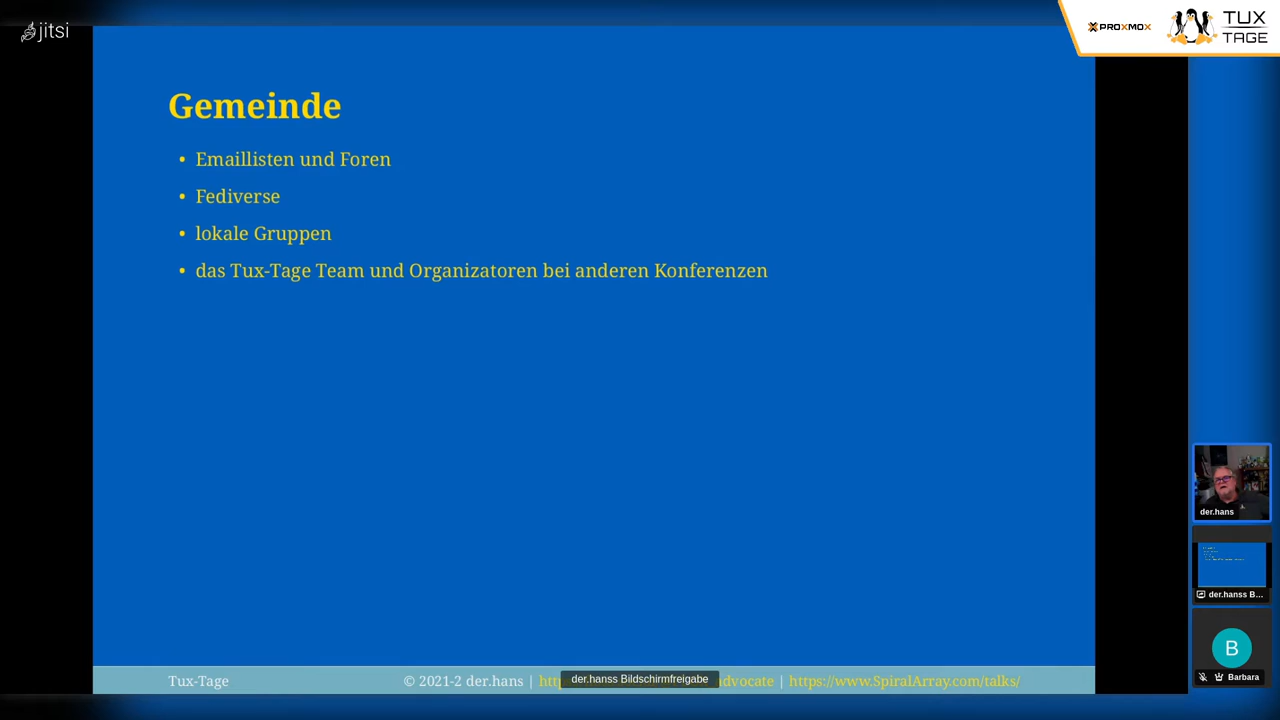 jitsi
PROXMOX
TUX
TAGE
Gemeinde
• Emaillisten und Foren
• Fediverse
• lokale Gruppen
• das Tux-Tage Team und Organizatoren bei anderen Konferenzen
der.hans
der.hanss B...
B
Barbara
Tux-Tage
© 2021-2 der.hans | advocate | https://www.SpiralArray.com/talks/
der.hanss Bildschirmfreigabe